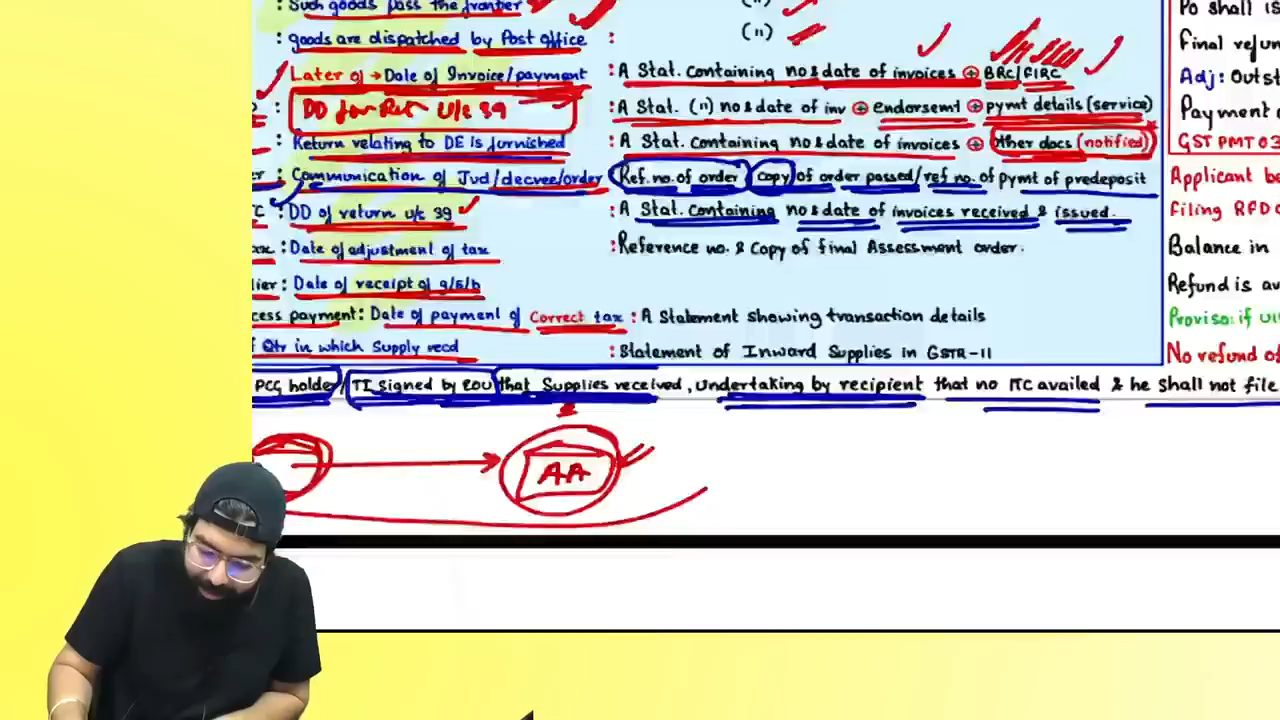 : Such goods pass the frontier (")
: goods are dispatched by Post office : (")
Later of → Date of Invoice/payment : A Stat. containing no & date of invoices ⊕ BRC/FIRC
: DD for Ret U/s 39 : A Stat. (") no & date of inv ⊕ endorsemt ⊕ pymt details (service)
: Return relating to DE is furnished : A Stat. containing no & date of invoices ⊕ other docs (notified)
er : Communication of Jud/decree/order Ref. no. of order copy of order passed/ref no. of pymt of predeposit
TC : DD of return u/s 39 : A Stat. containing no & date of invoices received & issued.
ax : Date of adjustment of tax : Reference no. & Copy of final Assessment order.
lier : Date of receipt of g/s/b
cess payment : Date of payment of Correct tax : A Statement showing transaction details
f Qtr in which Supply recd : Statement of Inward Supplies in GSTR-11
PCG holder / TI signed by EOU that Supplies received, undertaking by recipient that no ITC availed & he shall not file
AA
Po shall is
Final refun
Adj: Outst
Payment
GST PMT 03
Applicant be
Filing RFD
Balance in
Refund is av
Proviso: if
No refund of